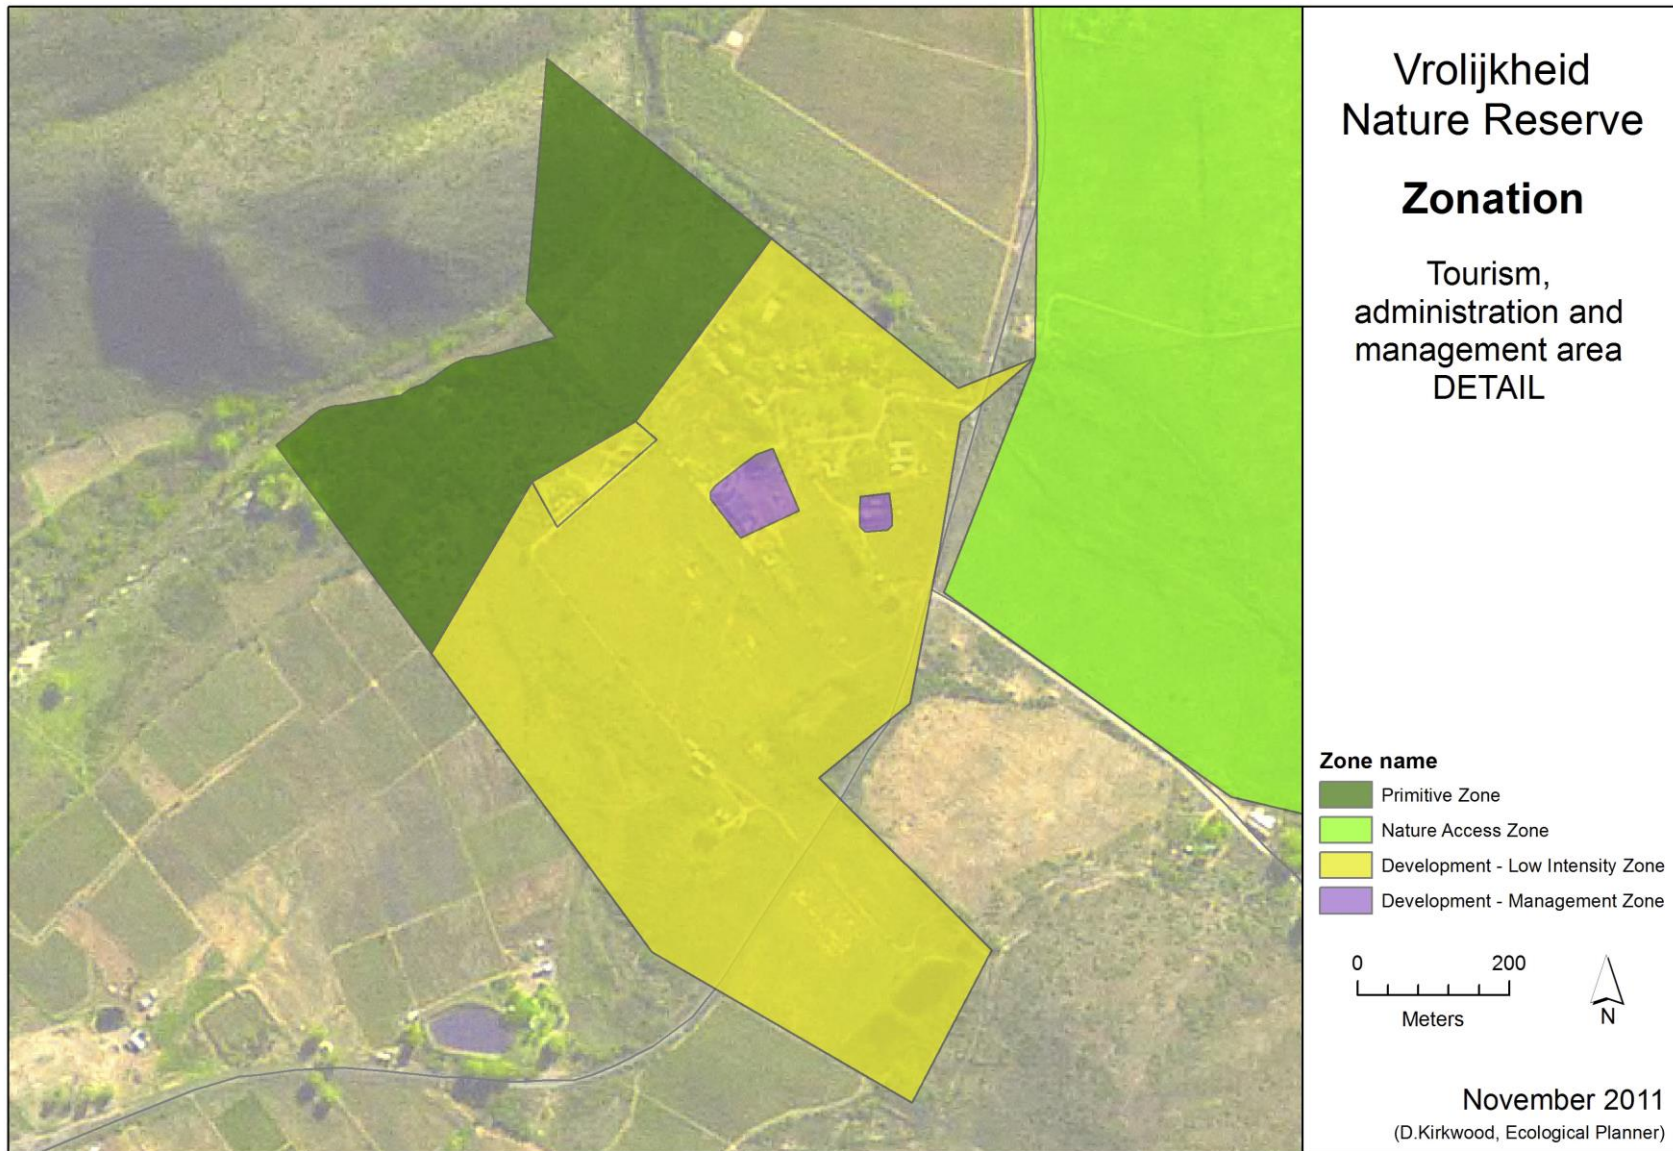 Vrolijkheid
Nature Reserve
Zonation
Tourism,
administration and
management area
DETAIL
Zone name
Primitive Zone
Nature Access Zone
Development - Low Intensity Zone
Development - Management Zone
0 200
Meters
N
November 2011
(D.Kirkwood, Ecological Planner)